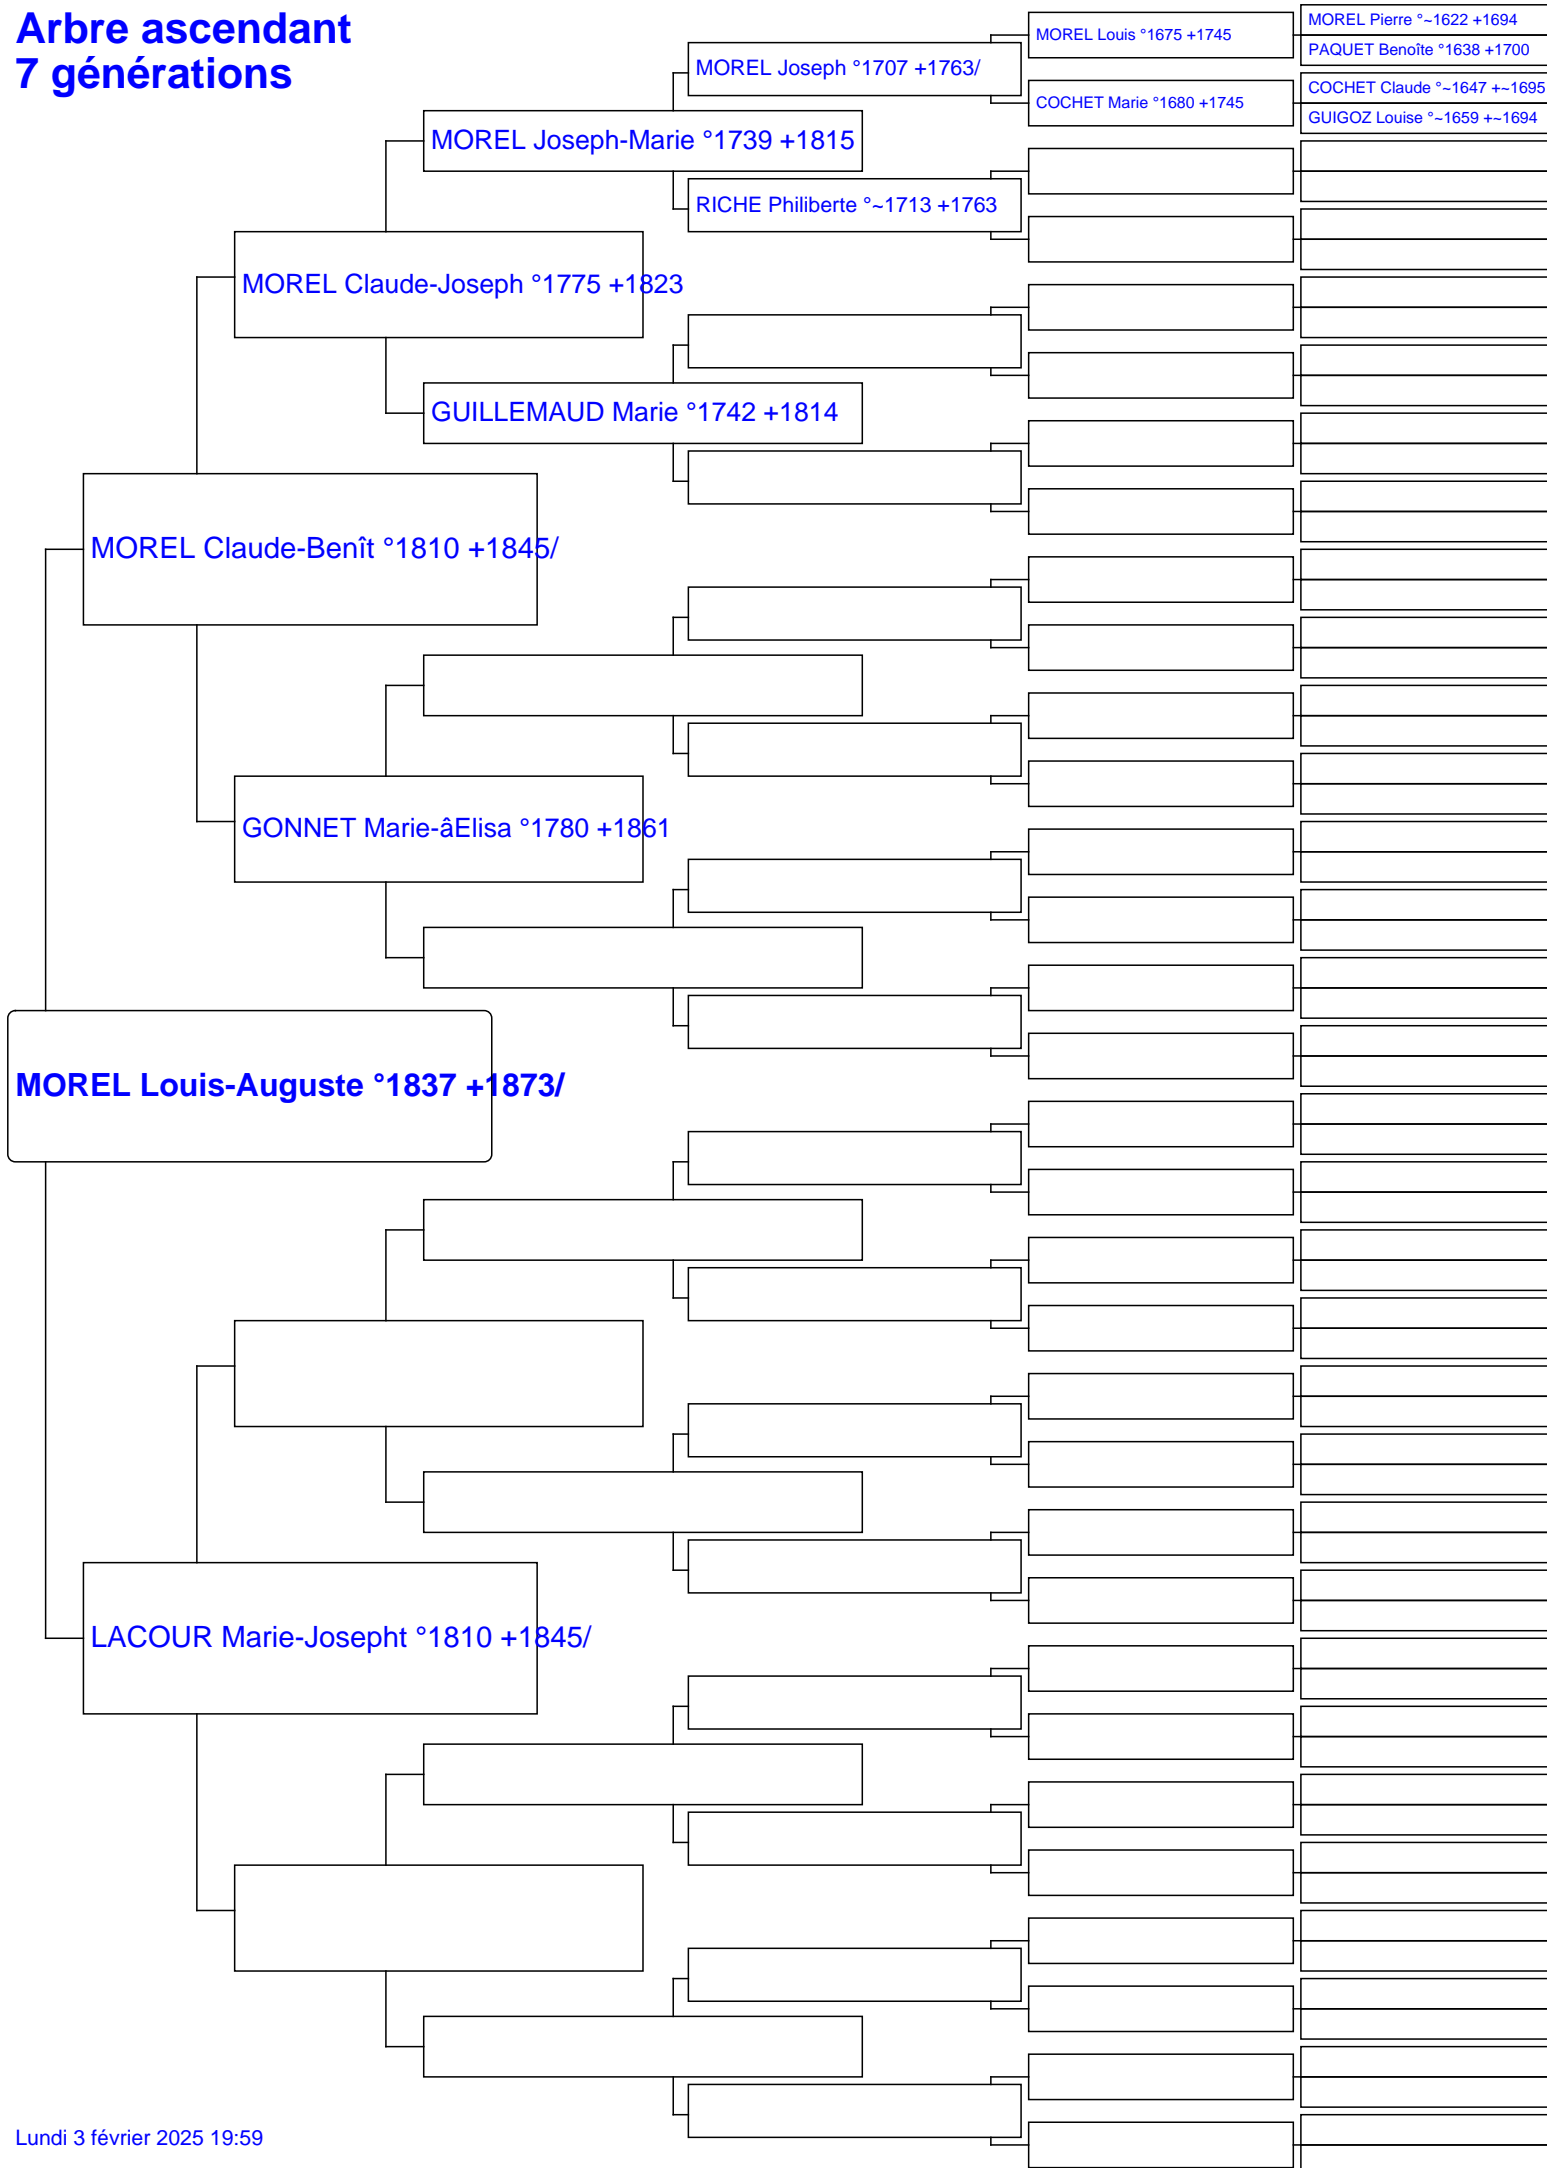 Arbre ascendant
7 générations
MOREL Louis °1675 +1745
MOREL Pierre °~1622 +1694
PAQUET Benoîte °1638 +1700
MOREL Joseph °1707 +1763/
COCHET Marie °1680 +1745
COCHET Claude °~1647 +~1695
GUIGOZ Louise °~1659 +~1694
MOREL Joseph-Marie °1739 +1815
RICHE Philiberte °~1713 +1763
MOREL Claude-Joseph °1775 +1823
GUILLEMAUD Marie °1742 +1814
MOREL Claude-Benît °1810 +1845/
GONNET Marie-âElisa °1780 +1861
MOREL Louis-Auguste °1837 +1873/
LACOUR Marie-Josepht °1810 +1845/
Lundi 3 février 2025 19:59